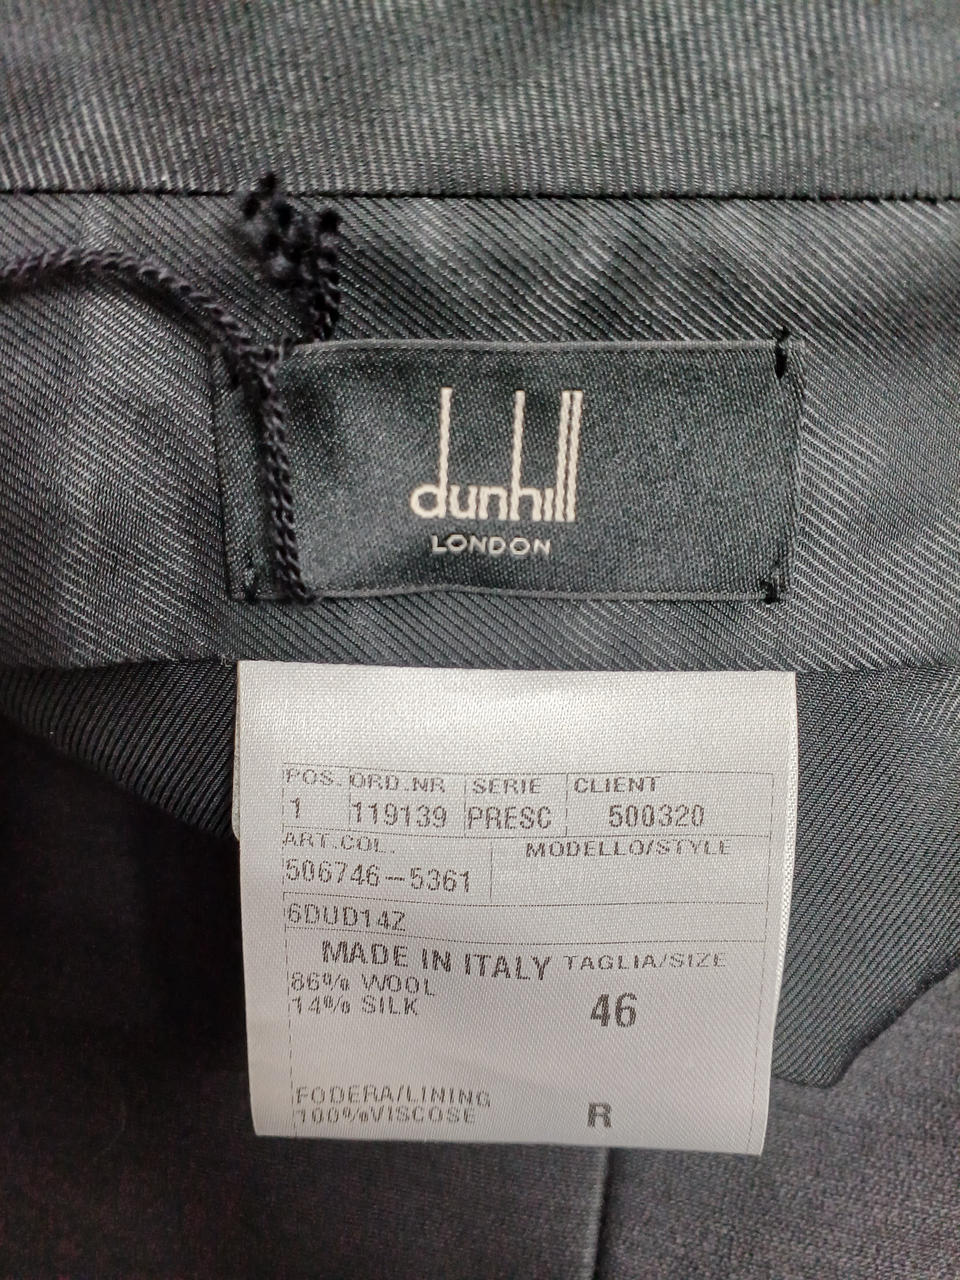 dunhill
LONDON
POS. ORD.NR SERIE CLIENT
1 119139 PRESC 500320
ART.COL. MODELLO/STYLE
506746-5361
6DUD14Z
MADE IN ITALY TAGLIA/SIZE
86% WOOL
14% SILK 46
FODERA/LINING
100%VISCOSE R